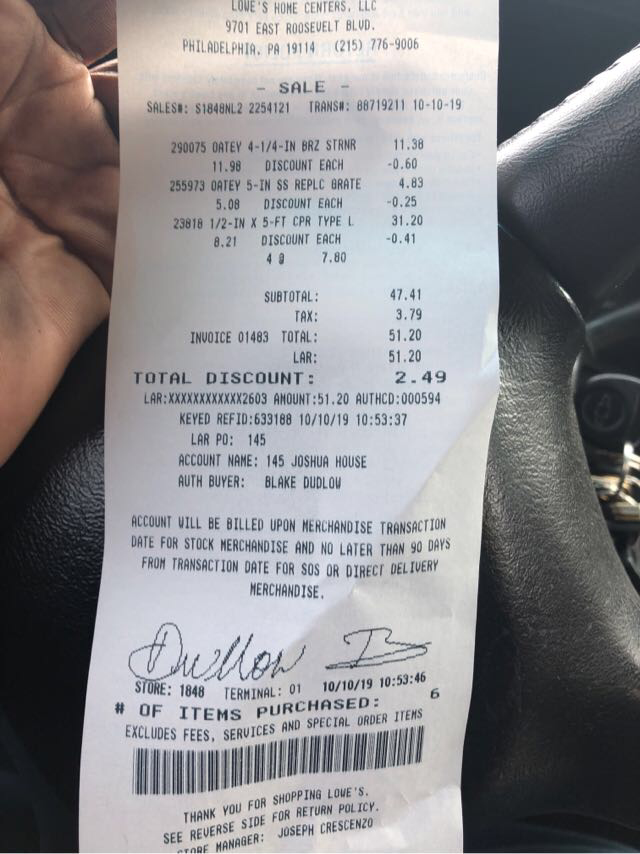 LOWE'S HOME CENTERS, LLC
9701 EAST ROOSEVELT BLVD.
PHILADELPHIA, PA 19114 (215) 776-9006
- SALE -
SALES#: S1848NL2 2254121 TRANS#: 88719211 10-10-19
290075 OATEY 4-1/4-IN BRZ STRNR 11.38
11.98 DISCOUNT EACH -0.60
255973 OATEY 5-IN SS REPLC GRATE 4.83
5.08 DISCOUNT EACH -0.25
23818 1/2-IN X 5-FT CPR TYPE L 31.20
8.21 DISCOUNT EACH -0.41
4 @ 7.80
SUBTOTAL: 47.41
TAX: 3.79
INVOICE 01483 TOTAL: 51.20
LAR: 51.20
TOTAL DISCOUNT: 2.49
LAR:XXXXXXXXXXXX2603 AMOUNT:51.20 AUTHCD:000594
KEYED REFID:633188 10/10/19 10:53:37
LAR PO: 145
ACCOUNT NAME: 145 JOSHUA HOUSE
AUTH BUYER: BLAKE DUDLOW
ACCOUNT WILL BE BILLED UPON MERCHANDISE TRANSACTION
DATE FOR STOCK MERCHANDISE AND NO LATER THAN 90 DAYS
FROM TRANSACTION DATE FOR SOS OR DIRECT DELIVERY
MERCHANDISE.
STORE: 1848 TERMINAL: 01 10/10/19 10:53:46
# OF ITEMS PURCHASED: 6
EXCLUDES FEES, SERVICES AND SPECIAL ORDER ITEMS
THANK YOU FOR SHOPPING LOWE'S.
SEE REVERSE SIDE FOR RETURN POLICY.
STORE MANAGER: JOSEPH CRESCENZO